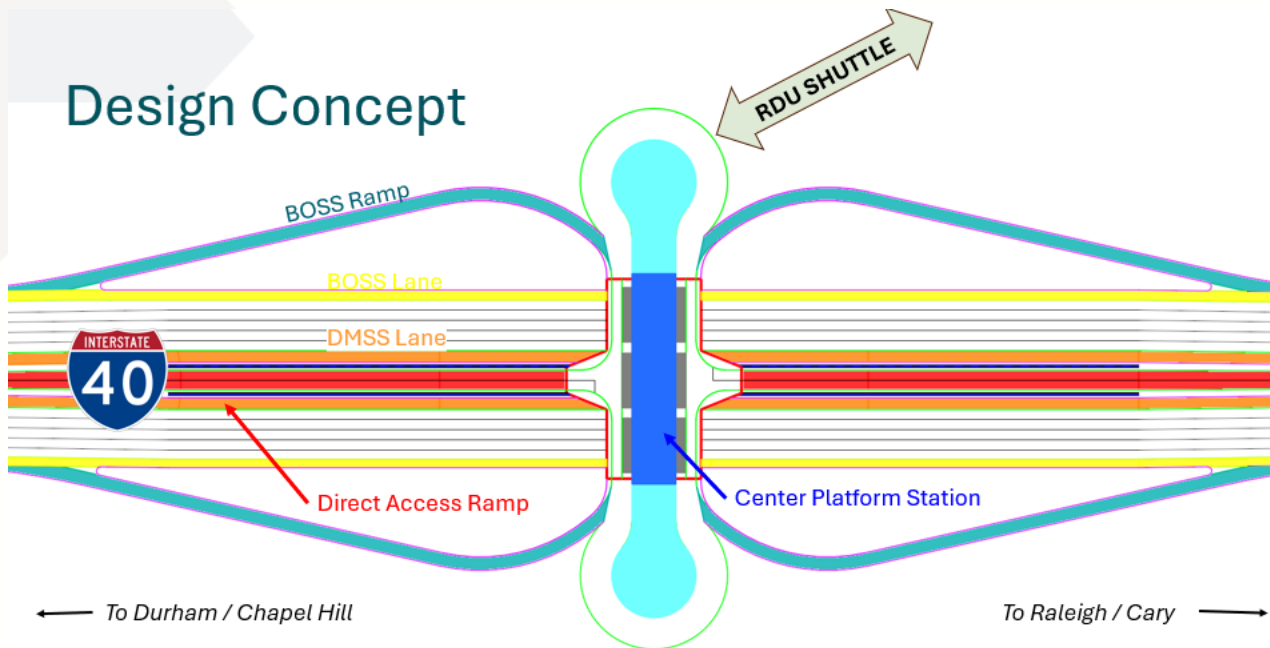 Design Concept
RDU SHUTTLE
BOSS Ramp
BOSS Lane
DMSS Lane
INTERSTATE
40
Direct Access Ramp
Center Platform Station
To Durham / Chapel Hill
To Raleigh / Cary